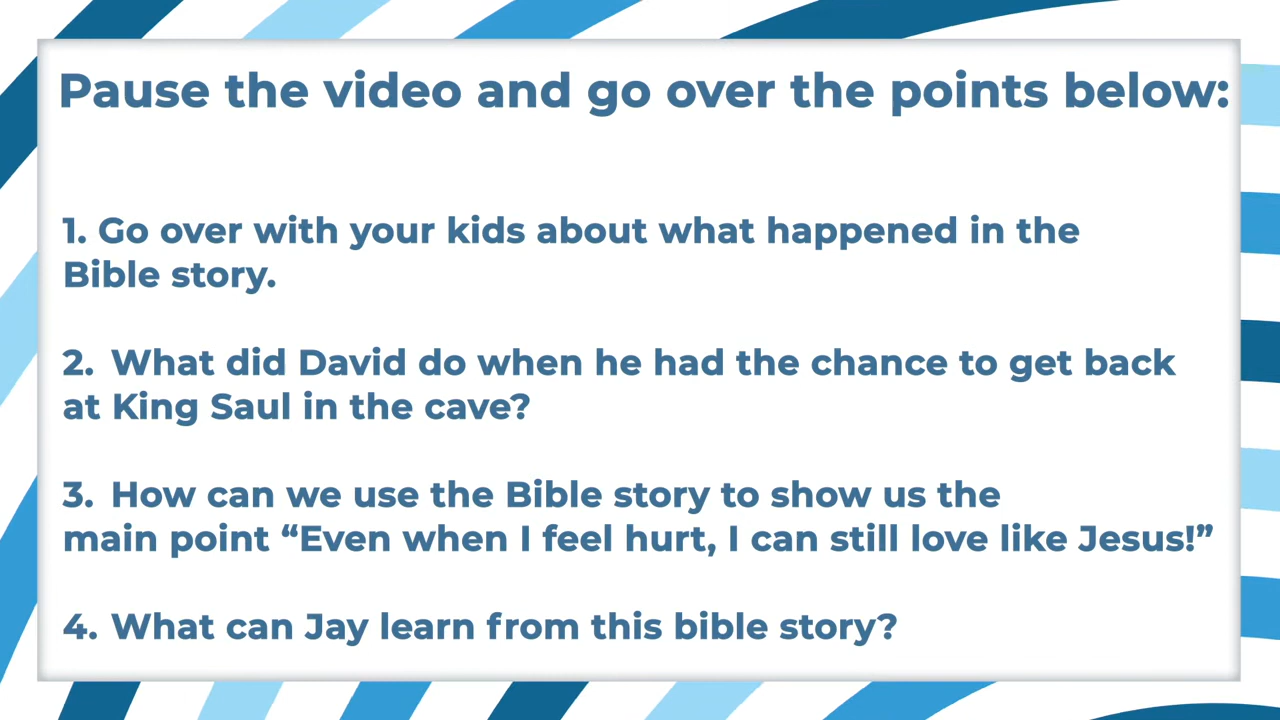 Pause the video and go over the points below:
1. Go over with your kids about what happened in the
Bible story.
2. What did David do when he had the chance to get back
at King Saul in the cave?
3. How can we use the Bible story to show us the
main point “Even when I feel hurt, I can still love like Jesus!”
4. What can Jay learn from this bible story?